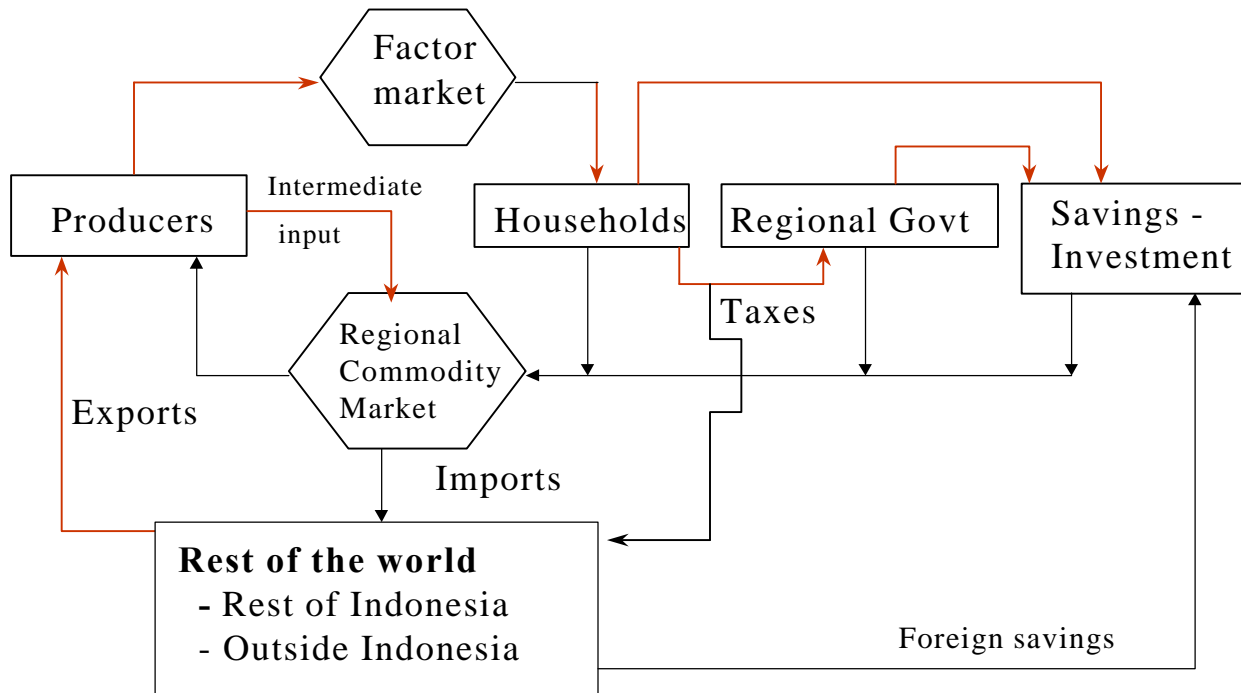 Factor
market
Intermediate
input
Producers
Households
Regional Govt
Savings -
Investment
Taxes
Regional
Commodity
Market
Exports
Imports
Rest of the world
- Rest of Indonesia
- Outside Indonesia
Foreign savings